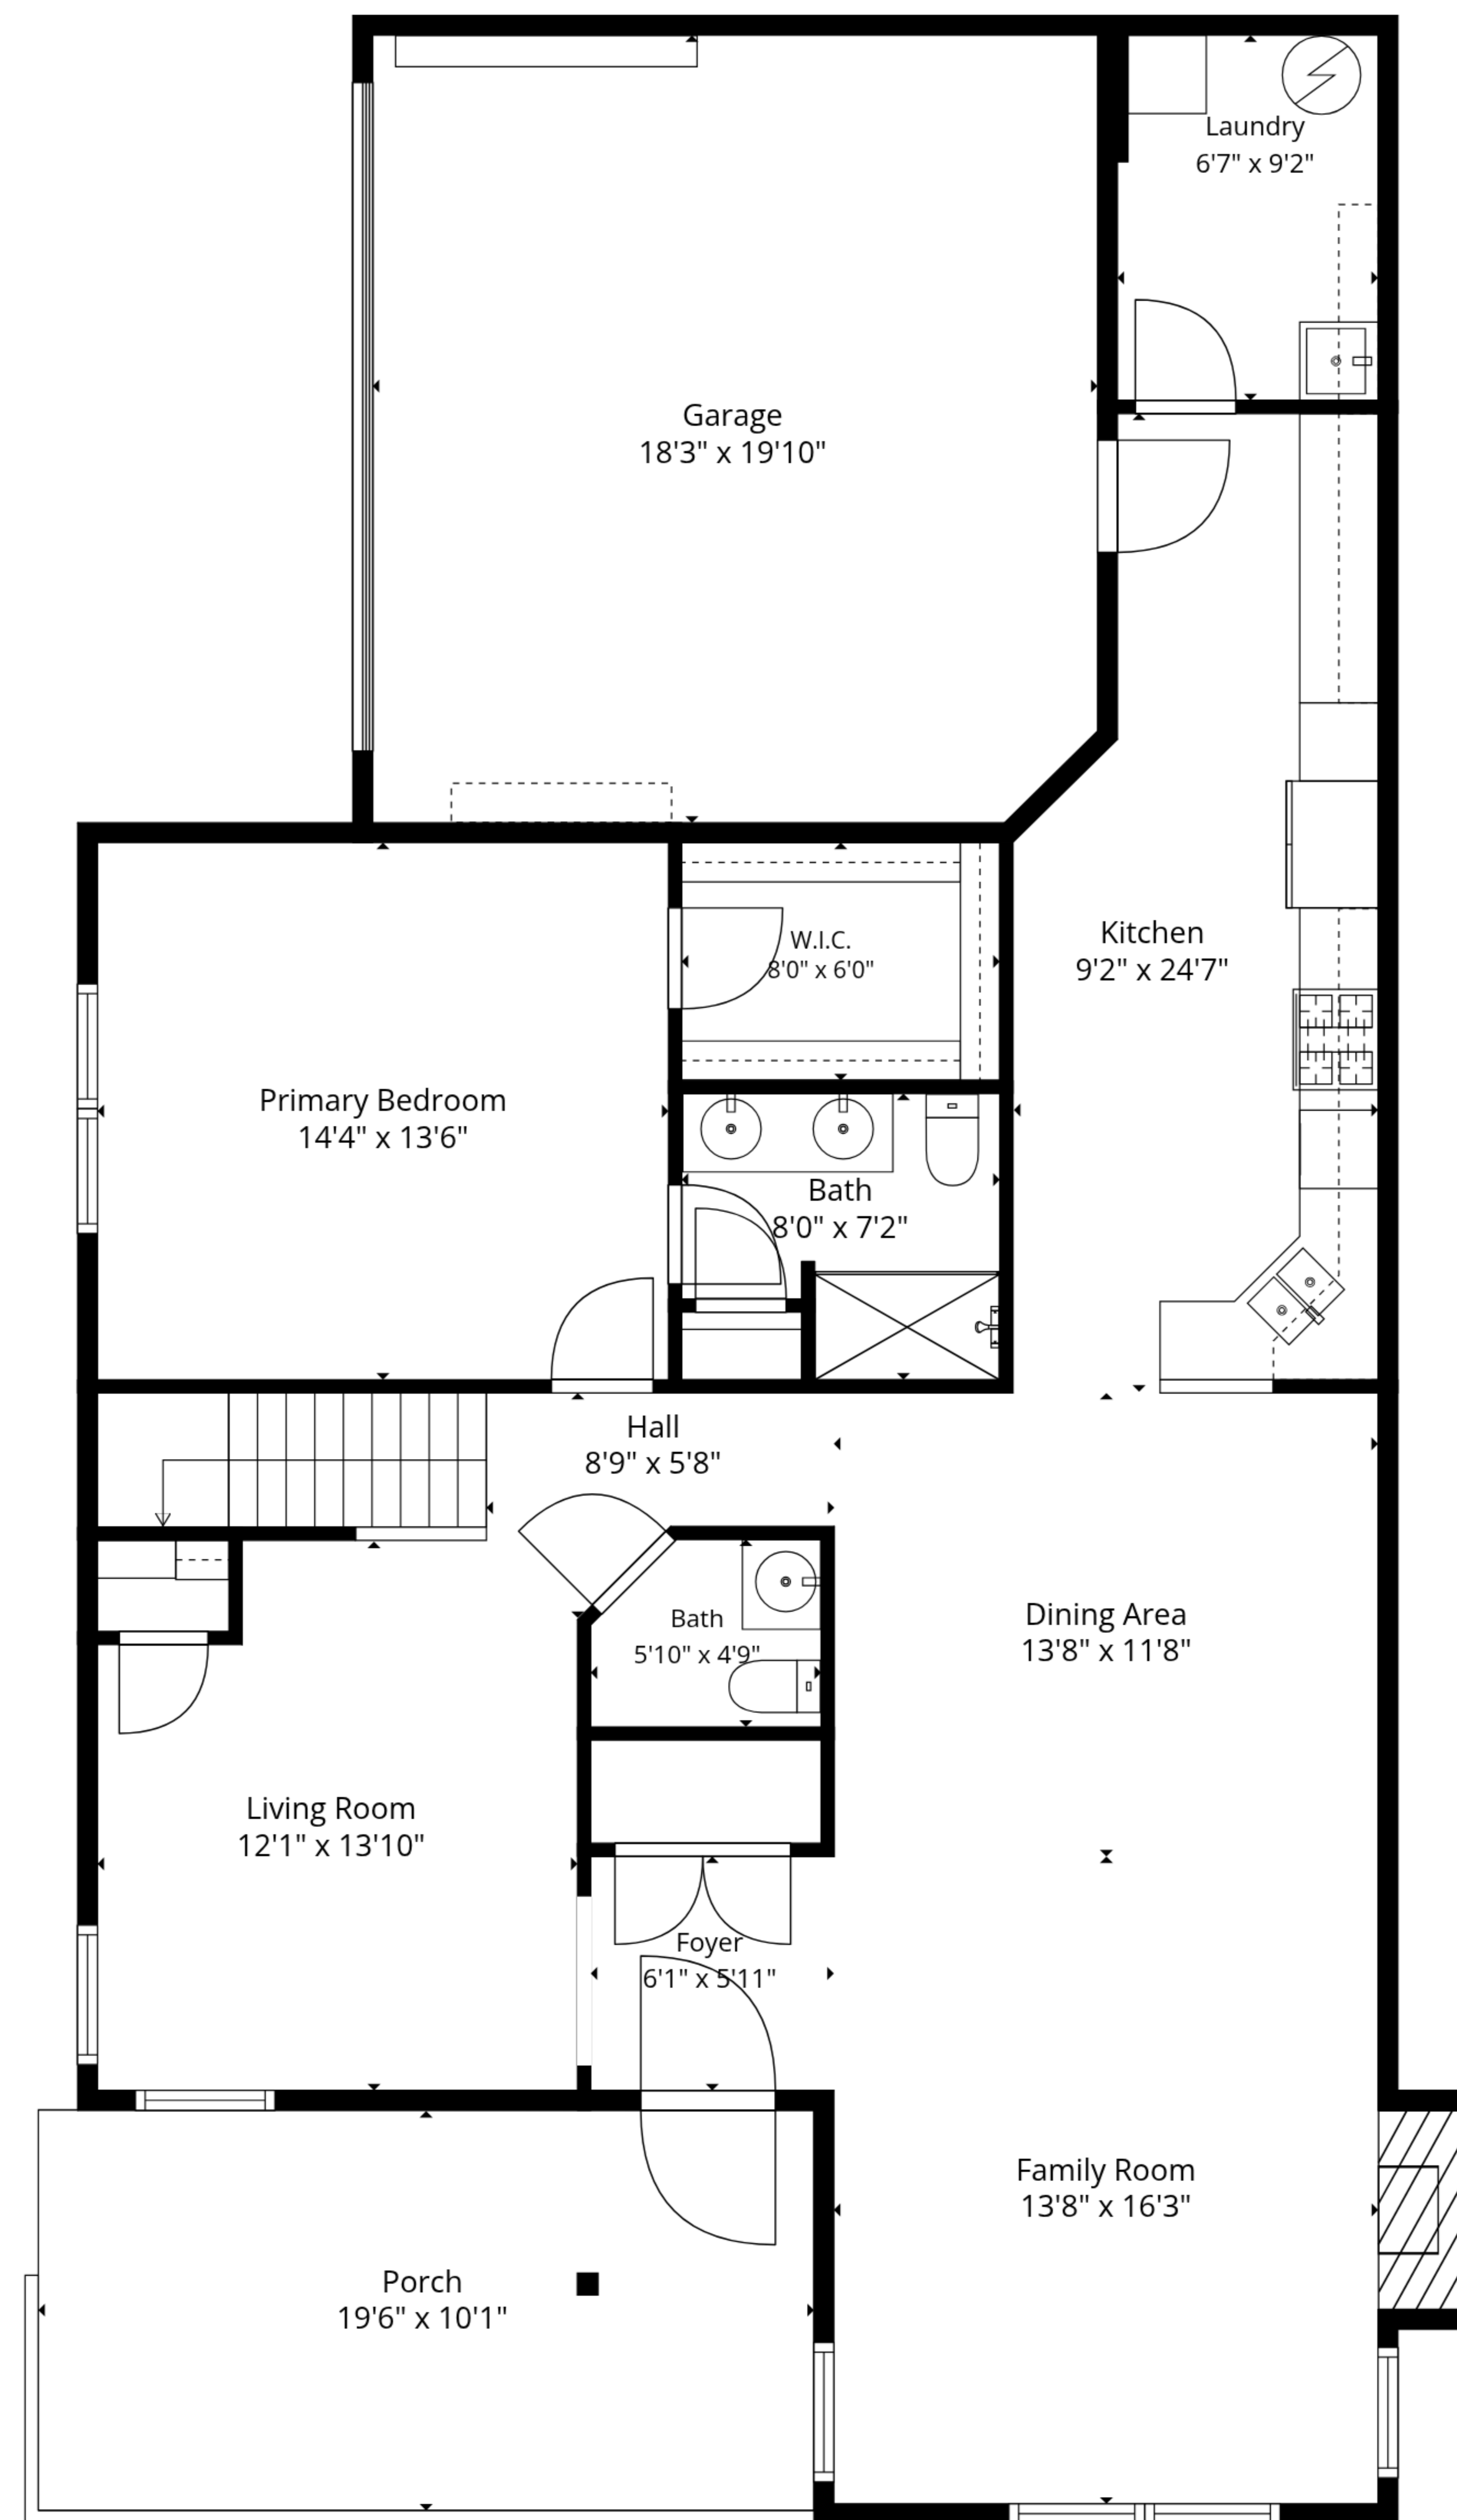 Laundry
6'7" x 9'2"
Garage
18'3" x 19'10"
W.I.C.
8'0" x 6'0"
Kitchen
9'2" x 24'7"
Primary Bedroom
14'4" x 13'6"
Bath
8'0" x 7'2"
Hall
8'9" x 5'8"
Bath
5'10" x 4'9"
Dining Area
13'8" x 11'8"
Living Room
12'1" x 13'10"
Foyer
6'1" x 5'11"
Family Room
13'8" x 16'3"
Porch
19'6" x 10'1"